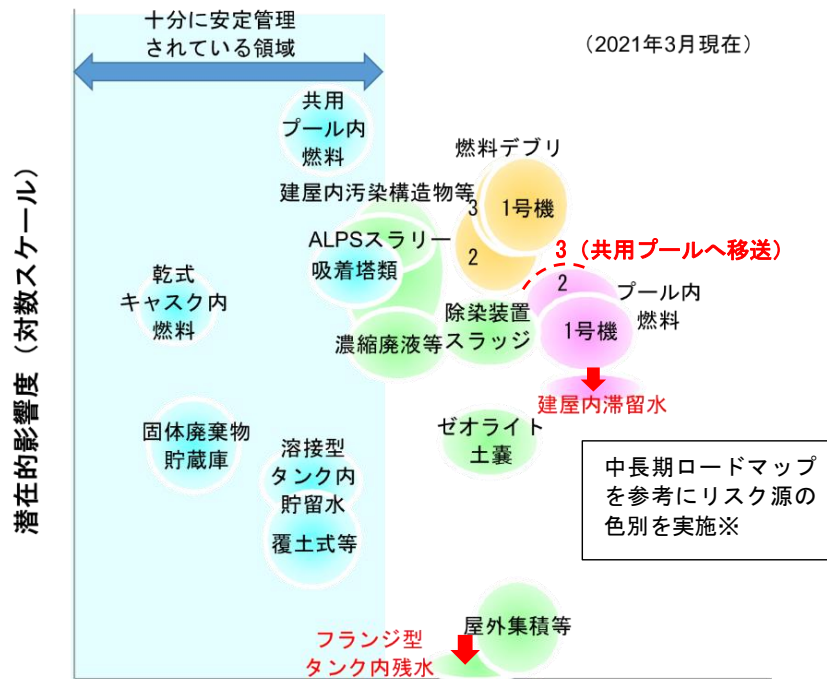 十分に安定管理
されている領域
(2021年3月現在)
潜在的影響度(対数スケール)
共用
プール内
燃料
燃料デブリ
建屋内汚染構造物等
3
1号機
2
3(共用プールへ移送)
ALPSスラリー
吸着塔類
乾式
キャスク内
燃料
2
プール内
燃料
1号機
除染装置
スラッジ
濃縮廃液等
建屋内滞留水
固体廃棄物
貯蔵庫
溶接型
タンク内
貯留水
覆土式等
ゼオライト
土嚢
中長期ロードマップ
を参考にリスク源の
色別を実施※
屋外集積等
フランジ型
タンク内残水